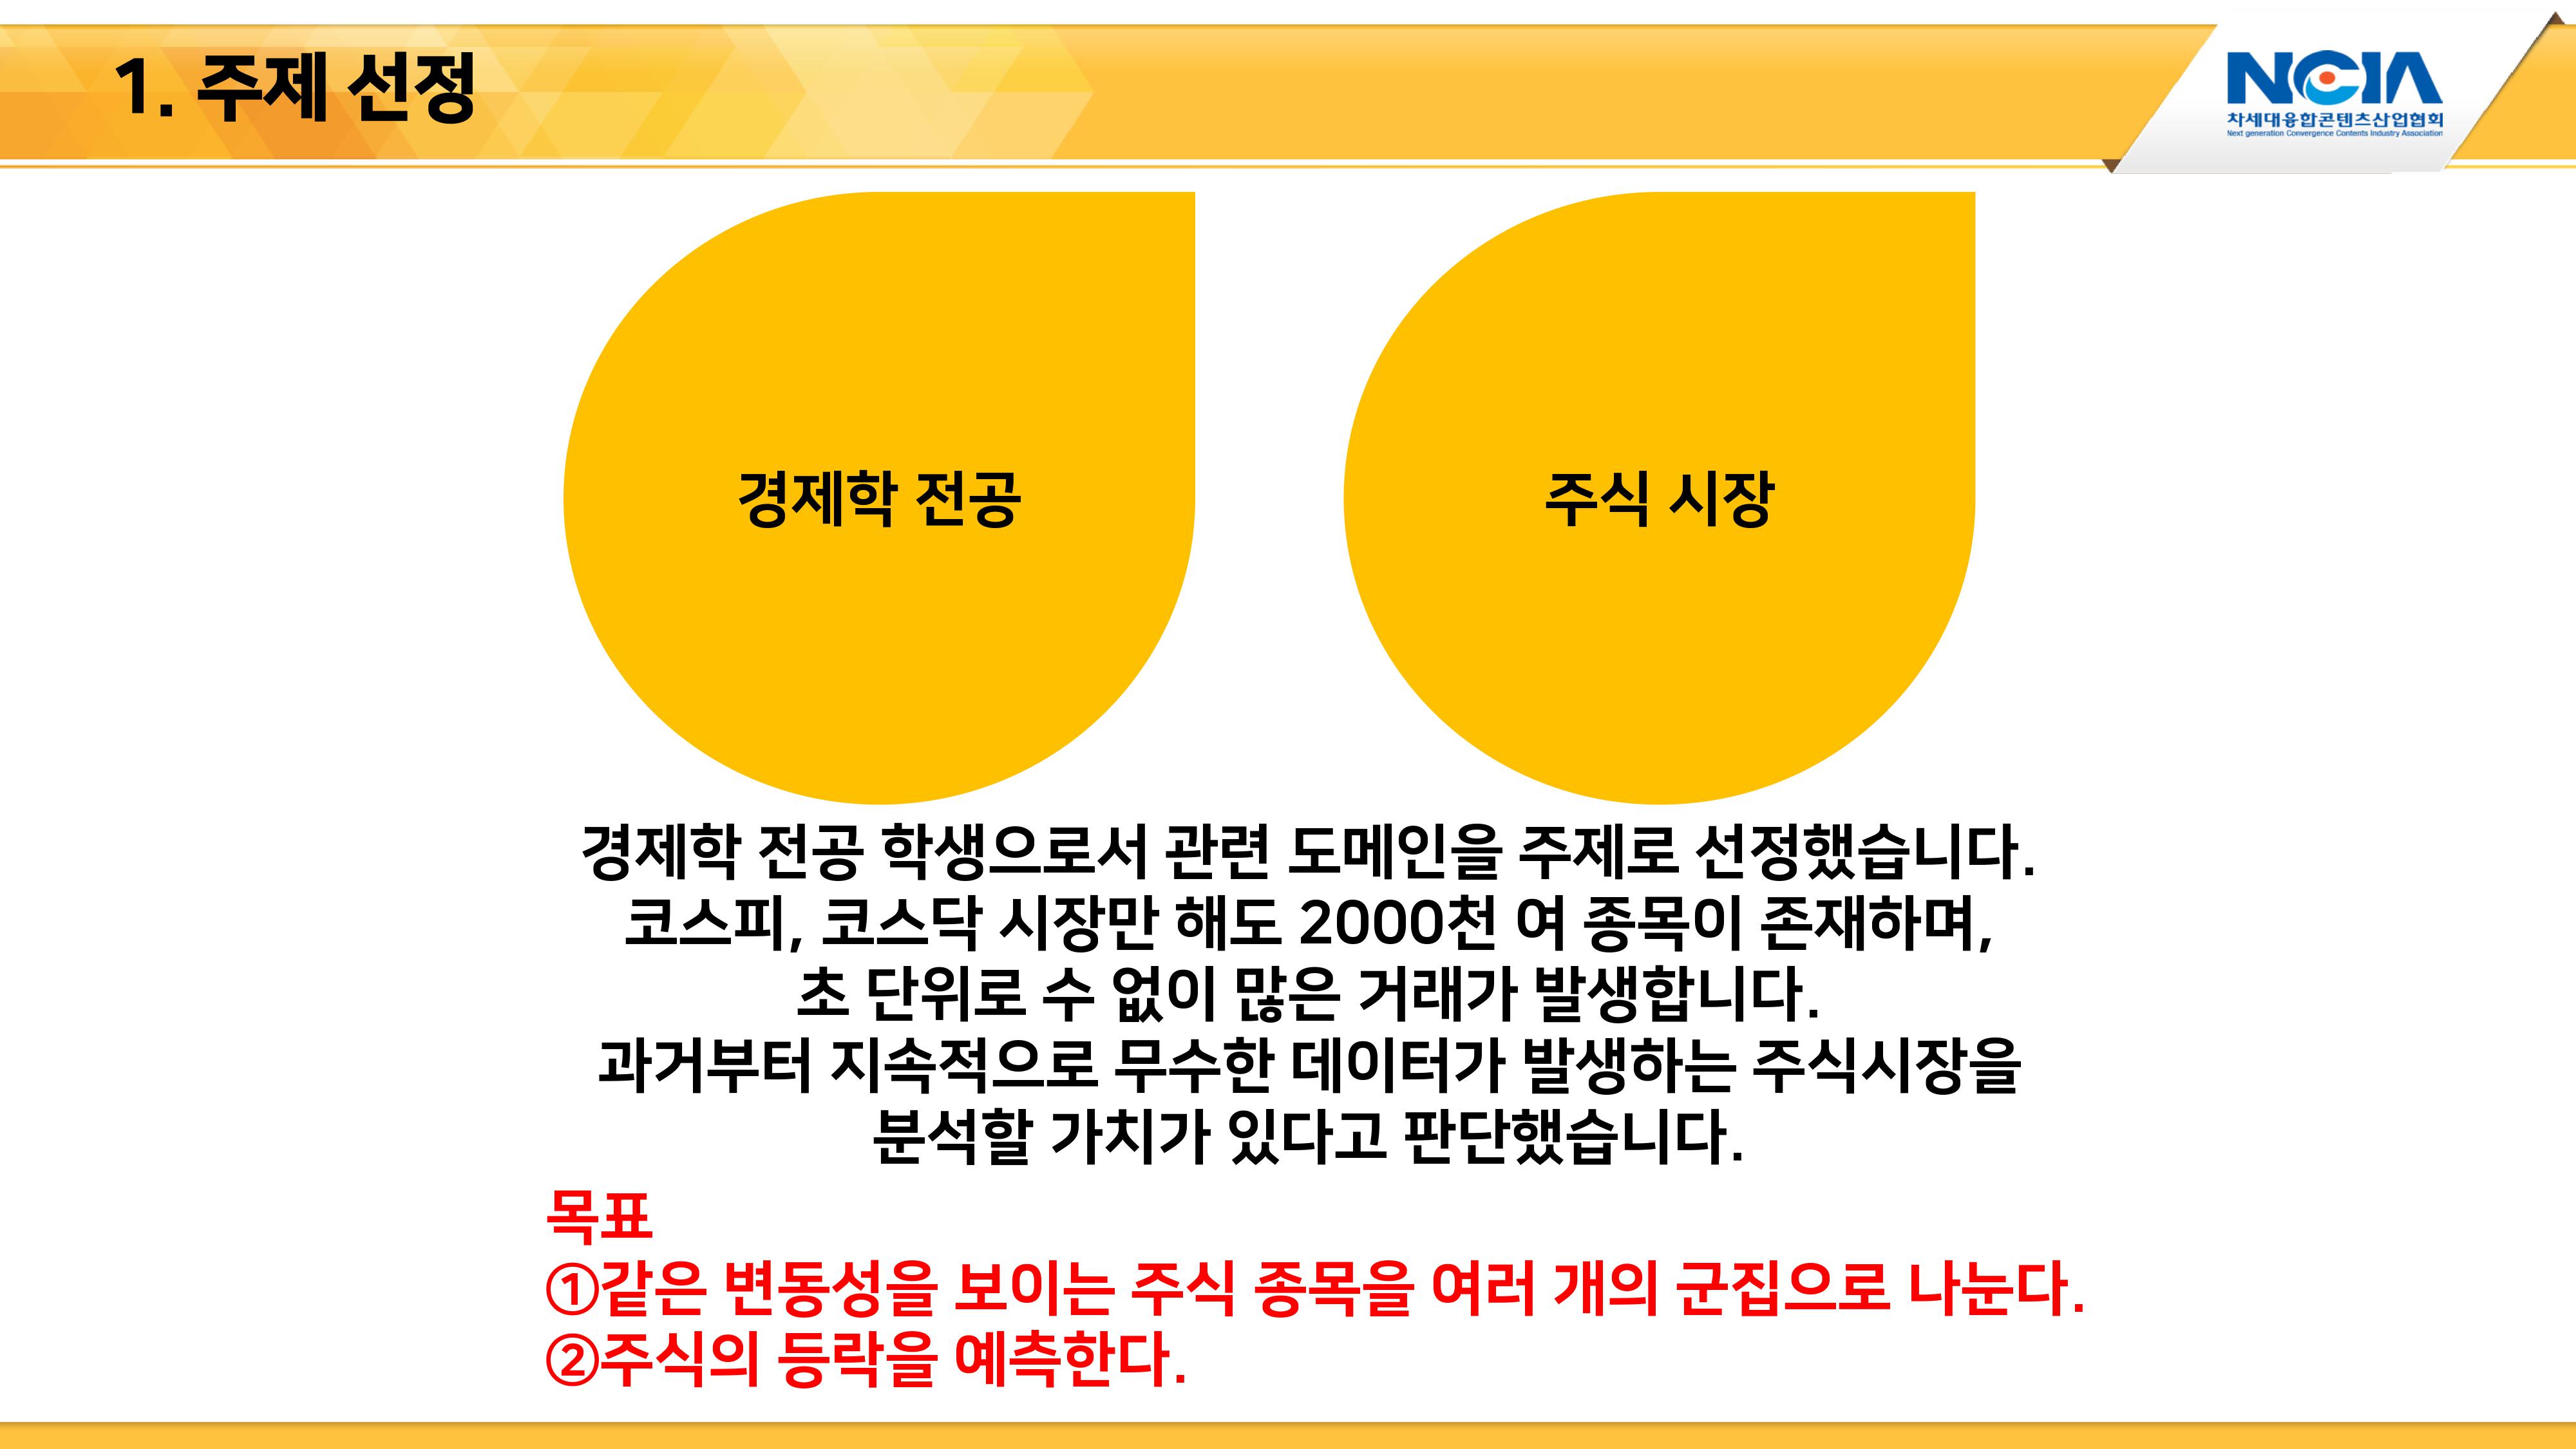 1. 주제 선정
NCIA
차세대융합콘텐츠산업협회
Next generation Convergence Contents Industry Association
경제학 전공
주식 시장
경제학 전공 학생으로서 관련 도메인을 주제로 선정했습니다.
코스피, 코스닥 시장만 해도 2000천 여 종목이 존재하며,
초 단위로 수 없이 많은 거래가 발생합니다.
과거부터 지속적으로 무수한 데이터가 발생하는 주식시장을
분석할 가치가 있다고 판단했습니다.
목표
①같은 변동성을 보이는 주식 종목을 여러 개의 군집으로 나눈다.
②주식의 등락을 예측한다.